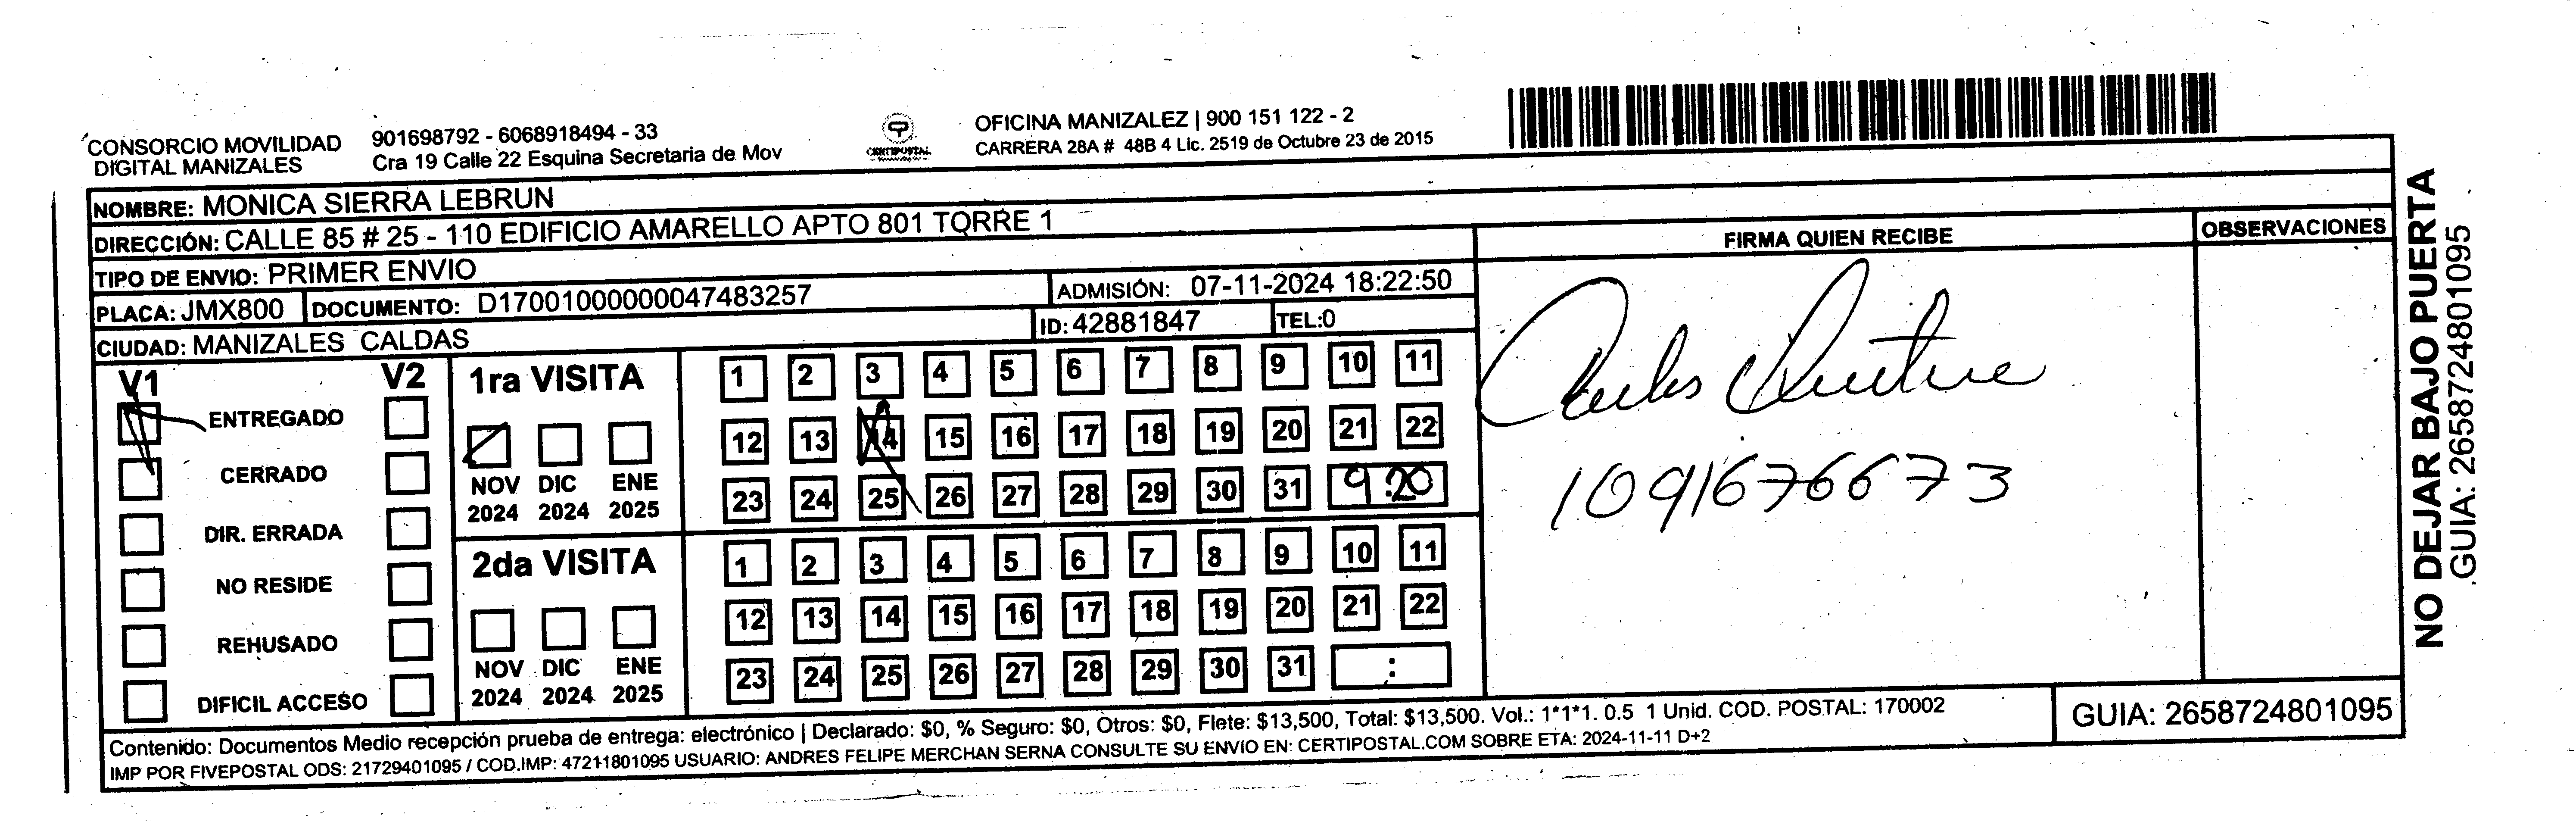 CONSORCIO MOVILIDAD
DIGITAL MANIZALES
901698792 - 6068918494 - 33
Cra 19 Calle 22 Esquina Secretaria de Mov
CERTIPOSTAL
OFICINA MANIZALEZ | 900 151 122 - 2
CARRERA 28A # 48B 4 Lic. 2519 de Octubre 23 de 2015
NOMBRE: MONICA SIERRA LEBRUN
DIRECCIÓN: CALLE 85 # 25 - 110 EDIFICIO AMARELLO APTO 801 TORRE 1
TIPO DE ENVIO: PRIMER ENVIO
PLACA: JMX800 DOCUMENTO: D17001000000047483257
ADMISIÓN: 07-11-2024 18:22:50
CIUDAD: MANIZALES CALDAS
ID: 42881847 TEL:0
V1 V2
ENTREGADO
CERRADO
DIR. ERRADA
NO RESIDE
REHUSADO
DIFICIL ACCESO
1ra VISITA
NOV DIC ENE
2024 2024 2025
1 2 3 4 5 6 7 8 9 10 11
12 13 14 15 16 17 18 19 20 21 22
23 24 25 26 27 28 29 30 31 9:20
2da VISITA
NOV DIC ENE
2024 2024 2025
1 2 3 4 5 6 7 8 9 10 11
12 13 14 15 16 17 18 19 20 21 22
23 24 25 26 27 28 29 30 31 :
FIRMA QUIEN RECIBE
Carlos
1091676673
OBSERVACIONES
NO DEJAR BAJO PUERTA
GUIA: 2658724801095
Contenido: Documentos Medio recepción prueba de entrega: electrónico | Declarado: $0, % Seguro: $0, Otros: $0, Flete: $13,500, Total: $13,500. Vol.: 1*1*1. 0.5 1 Unid. COD. POSTAL: 170002
IMP POR FIVEPOSTAL ODS: 21729401095 / COD.IMP: 47211801095 USUARIO: ANDRES FELIPE MERCHAN SERNA CONSULTE SU ENVIO EN: CERTIPOSTAL.COM SOBRE ETA: 2024-11-11 D+2
GUIA: 2658724801095